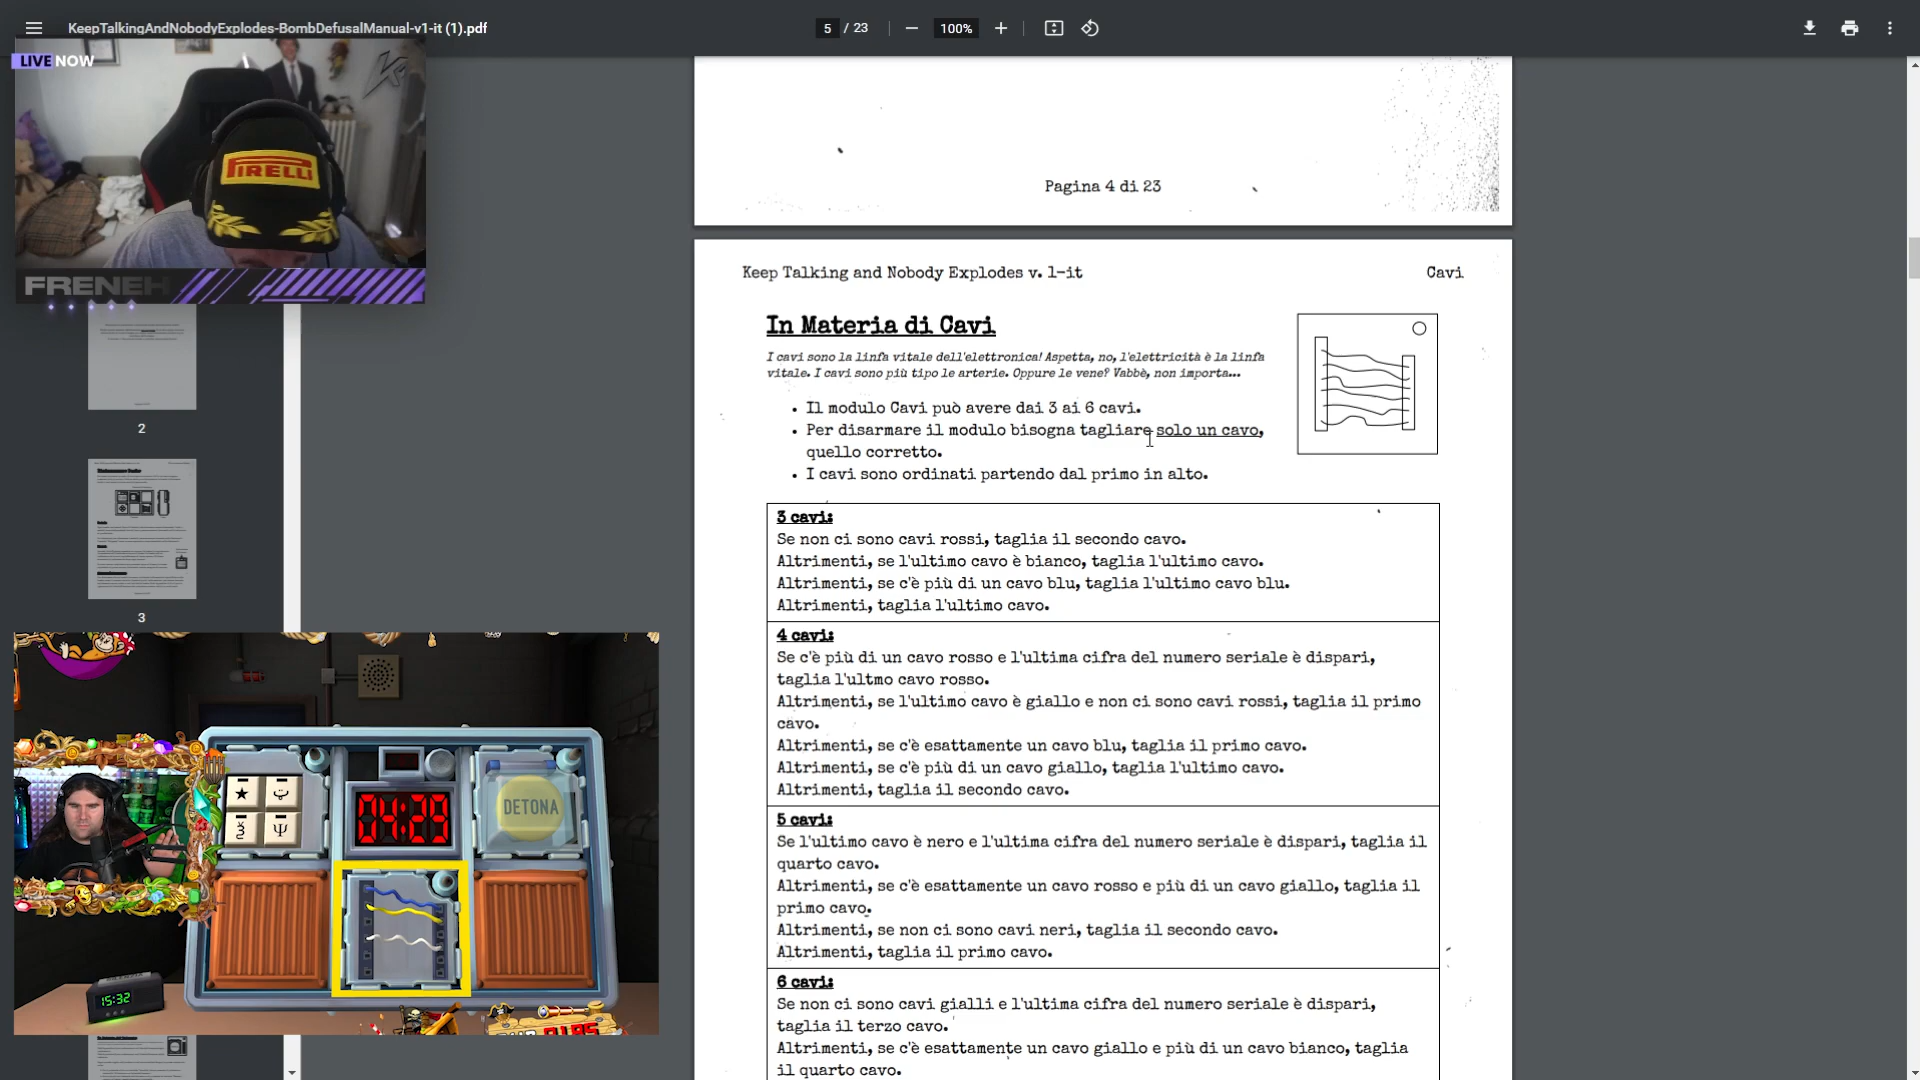 KeepTalkingAndNobodyExplodes-BombDefusalManual-v1-it (1).pdf
5 / 23
100%
LIVE NOW
PIRELLI
FRENEH
2
3
Pagina 4 di 23
Keep Talking and Nobody Explodes v. 1-it
Cavi
In Materia di Cavi
I cavi sono la linfa vitale dell'elettronica! Aspetta, no, l'elettricità è la linfa
vitale. I cavi sono più tipo le arterie. Oppure le vene? Vabbè, non importa...
• Il modulo Cavi può avere dai 3 ai 6 cavi.
• Per disarmare il modulo bisogna tagliare solo un cavo,
quello corretto.
• I cavi sono ordinati partendo dal primo in alto.
3 cavi:
Se non ci sono cavi rossi, taglia il secondo cavo.
Altrimenti, se l'ultimo cavo è bianco, taglia l'ultimo cavo.
Altrimenti, se c'è più di un cavo blu, taglia l'ultimo cavo blu.
Altrimenti, taglia l'ultimo cavo.
4 cavi:
Se c'è più di un cavo rosso e l'ultima cifra del numero seriale è dispari,
taglia l'ultmo cavo rosso.
Altrimenti, se l'ultimo cavo è giallo e non ci sono cavi rossi, taglia il primo
cavo.
Altrimenti, se c'è esattamente un cavo blu, taglia il primo cavo.
Altrimenti, se c'è più di un cavo giallo, taglia l'ultimo cavo.
Altrimenti, taglia il secondo cavo.
5 cavi:
Se l'ultimo cavo è nero e l'ultima cifra del numero seriale è dispari, taglia il
quarto cavo.
Altrimenti, se c'è esattamente un cavo rosso e più di un cavo giallo, taglia il
primo cavo.
Altrimenti, se non ci sono cavi neri, taglia il secondo cavo.
Altrimenti, taglia il primo cavo.
6 cavi:
Se non ci sono cavi gialli e l'ultima cifra del numero seriale è dispari,
taglia il terzo cavo.
Altrimenti, se c'è esattamente un cavo giallo e più di un cavo bianco, taglia
il quarto cavo.
04:29
DETONA
15:32